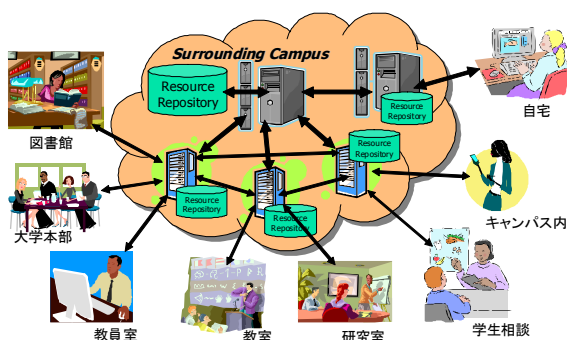 Surrounding Campus
Resource
Repository
Resource
Repository
自宅
図書館
Resource
Repository
大学本部
Resource
Repository
Resource
Repository
キャンパス内
教員室
教室
研究室
学生相談